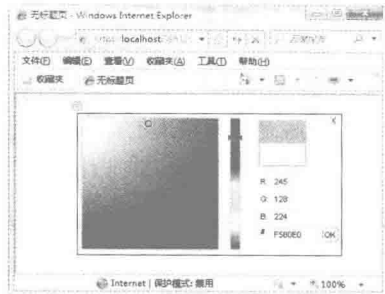 无标题页 - Windows Internet Explorer
localhost
文件(F) 编辑(E) 查看(V) 收藏夹(A) 工具(T) 帮助(H)
收藏夹 无标题页
R: 245
G: 128
B: 224
# F580E0 OK
Internet | 保护模式: 禁用 100%